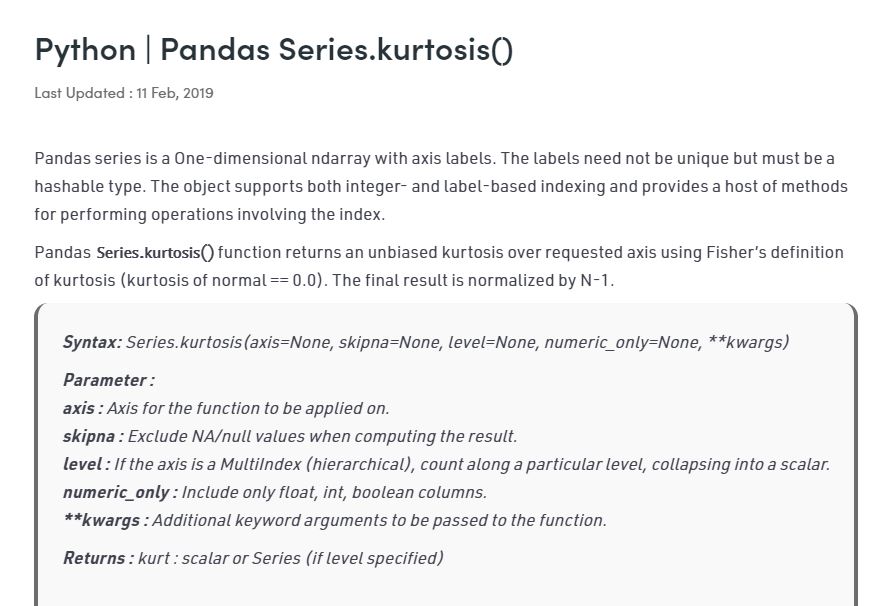 Python | Pandas Series.kurtosis()
Last Updated : 11 Feb, 2019
Pandas series is a One-dimensional ndarray with axis labels. The labels need not be unique but must be a
hashable type. The object supports both integer- and label-based indexing and provides a host of methods
for performing operations involving the index.
Pandas Series.kurtosis() function returns an unbiased kurtosis over requested axis using Fisher's definition
of kurtosis (kurtosis of normal == 0.0). The final result is normalized by N-1.
Syntax: Series.kurtosis(axis=None, skipna=None, level=None, numeric_only=None, **kwargs)
Parameter :
axis : Axis for the function to be applied on.
skipna : Exclude NA/null values when computing the result.
level : If the axis is a MultiIndex (hierarchical), count along a particular level, collapsing into a scalar.
numeric_only : Include only float, int, boolean columns.
**kwargs : Additional keyword arguments to be passed to the function.
Returns : kurt : scalar or Series (if level specified)